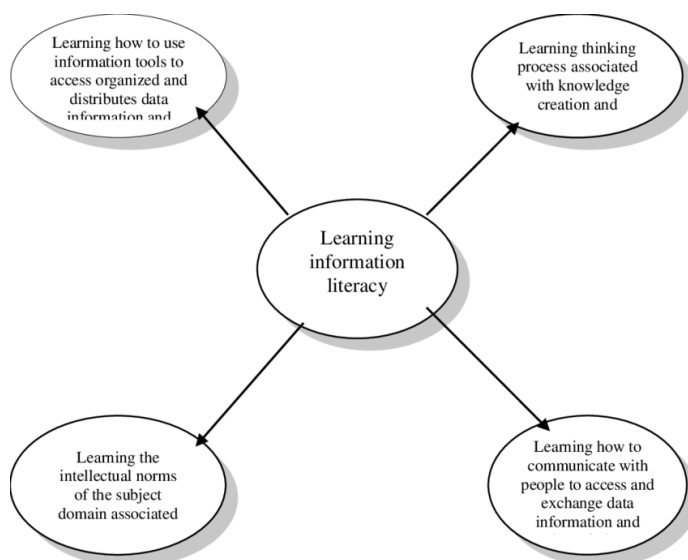 Learning how to use
information tools to
access organized and
distributes data
information and
Learning thinking
process associated
with knowledge
creation and
Learning
information
literacy
Learning the
intellectual norms
of the subject
domain associated
Learning how to
communicate with
people to access and
exchange data
information and